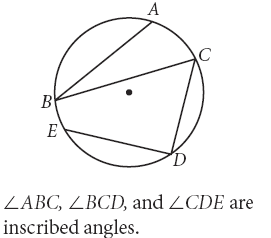 A
C
B
E
D
∠ABC, ∠BCD, and ∠CDE are
inscribed angles.